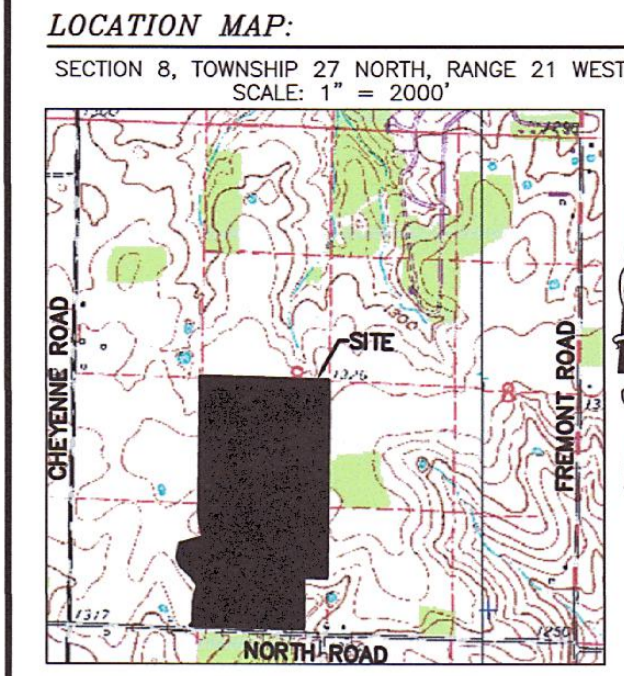 LOCATION MAP:
SECTION 8, TOWNSHIP 27 NORTH, RANGE 21 WEST
SCALE: 1" = 2000'
1300
SITE
1326
8
CHEYENNE ROAD
FREMONT ROAD
1317
1250
NORTH ROAD